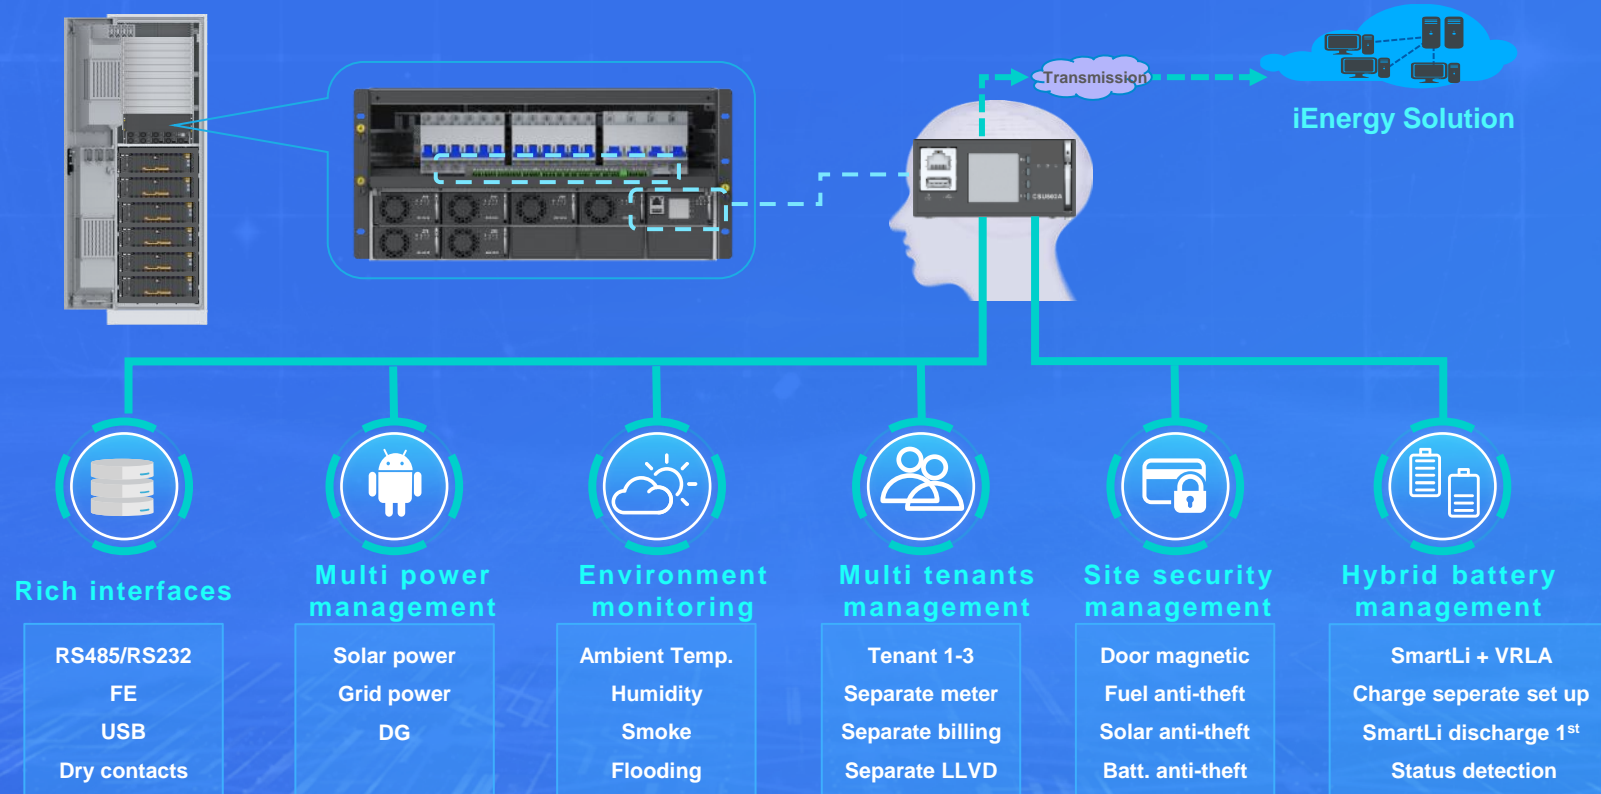 Transmission
iEnergy Solution
Rich interfaces
RS485/RS232
FE
USB
Dry contacts
Multi power
management
Solar power
Grid power
DG
Environment
monitoring
Ambient Temp.
Humidity
Smoke
Flooding
Multi tenants
management
Tenant 1-3
Separate meter
Separate billing
Separate LLVD
Site security
management
Door magnetic
Fuel anti-theft
Solar anti-theft
Batt. anti-theft
Hybrid battery
management
SmartLi + VRLA
Charge seperate set up
SmartLi discharge 1st
Status detection